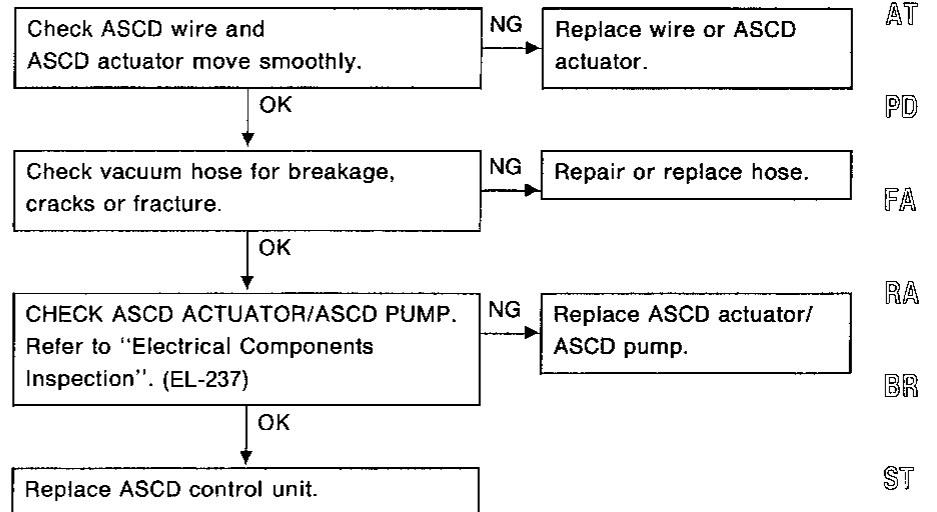 Check ASCD wire and
ASCD actuator move smoothly.
NG
Replace wire or ASCD
actuator.
OK
Check vacuum hose for breakage,
cracks or fracture.
NG
Repair or replace hose.
OK
CHECK ASCD ACTUATOR/ASCD PUMP.
Refer to "Electrical Components
Inspection". (EL-237)
NG
Replace ASCD actuator/
ASCD pump.
OK
Replace ASCD control unit.
AT
PD
FA
RA
BR
ST